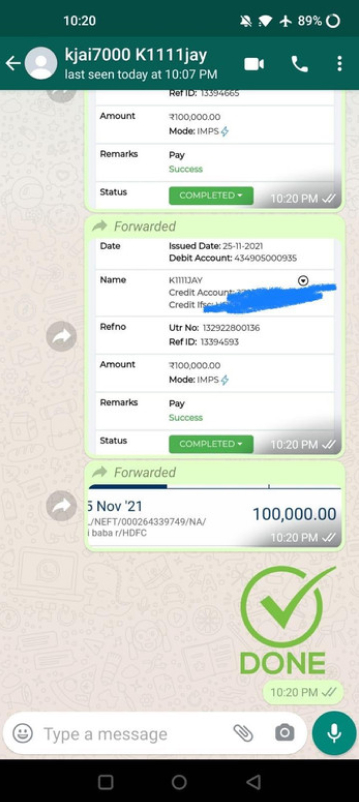 10:20
89%
kjai7000 K1111jay
last seen today at 10:07 PM
Ref ID: 13394665
Amount ₹100,000.00
Mode: IMPS
Remarks Pay
Success
Status COMPLETED
10:20 PM
Forwarded
Date Issued Date: 25-11-2021
Debit Account: 434905000935
Name K1111JAY
Credit Account:
Credit Ifsc:
Refno Utr No: 132922800136
Ref ID: 13394593
Amount ₹100,000.00
Mode: IMPS
Remarks Pay
Success
Status COMPLETED
10:20 PM
Forwarded
5 Nov '21 100,000.00
./NEFT/000264339749/NA/
i baba r/HDFC
10:20 PM
DONE
10:20 PM
Type a message